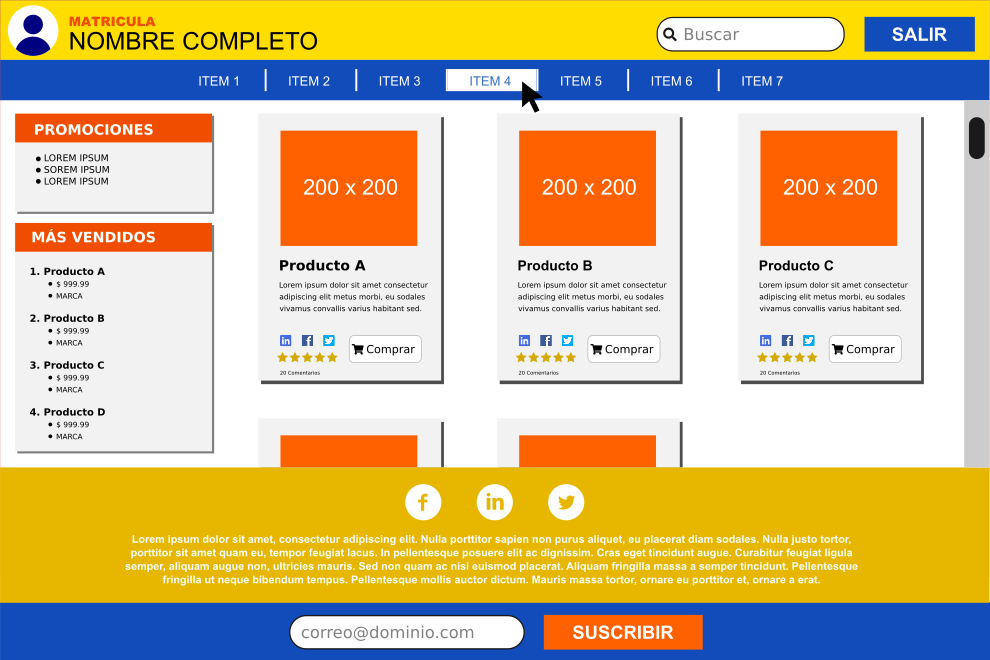 MATRICULA
NOMBRE COMPLETO
Buscar
SALIR
ITEM 1
ITEM 2
ITEM 3
ITEM 4
ITEM 5
ITEM 6
ITEM 7
PROMOCIONES
LOREM IPSUM
SOREM IPSUM
LOREM IPSUM
MÁS VENDIDOS
1. Producto A
$ 999.99
MARCA
2. Producto B
$ 999.99
MARCA
3. Producto C
$ 999.99
MARCA
4. Producto D
$ 999.99
MARCA
200 x 200
Producto A
Lorem ipsum dolor sit amet consectetur
adipiscing elit metus morbi, eu sodales
vivamus convallis varius habitant sed.
in f
Comprar
20 Comentarios
200 x 200
Producto B
Lorem ipsum dolor sit amet consectetur
adipiscing elit metus morbi, eu sodales
vivamus convallis varius habitant sed.
in f
Comprar
20 Comentarios
200 x 200
Producto C
Lorem ipsum dolor sit amet consectetur
adipiscing elit metus morbi, eu sodales
vivamus convallis varius habitant sed.
in f
Comprar
20 Comentarios
f in
Lorem ipsum dolor sit amet, consectetur adipiscing elit. Nulla porttitor sapien non purus aliquet, eu placerat diam sodales. Nulla justo tortor,
porttitor sit amet quam eu, tempor feugiat lacus. In pellentesque posuere elit ac dignissim. Cras eget tincidunt augue. Curabitur feugiat ligula
semper, aliquam augue non, ultricies mauris. Sed non quam ac nisi euismod placerat. Aliquam fringilla massa a semper tincidunt. Pellentesque
fringilla ut neque bibendum tempus. Pellentesque mollis auctor dictum. Mauris massa tortor, ornare eu porttitor et, ornare a erat.
correo@dominio.com
SUSCRIBIR